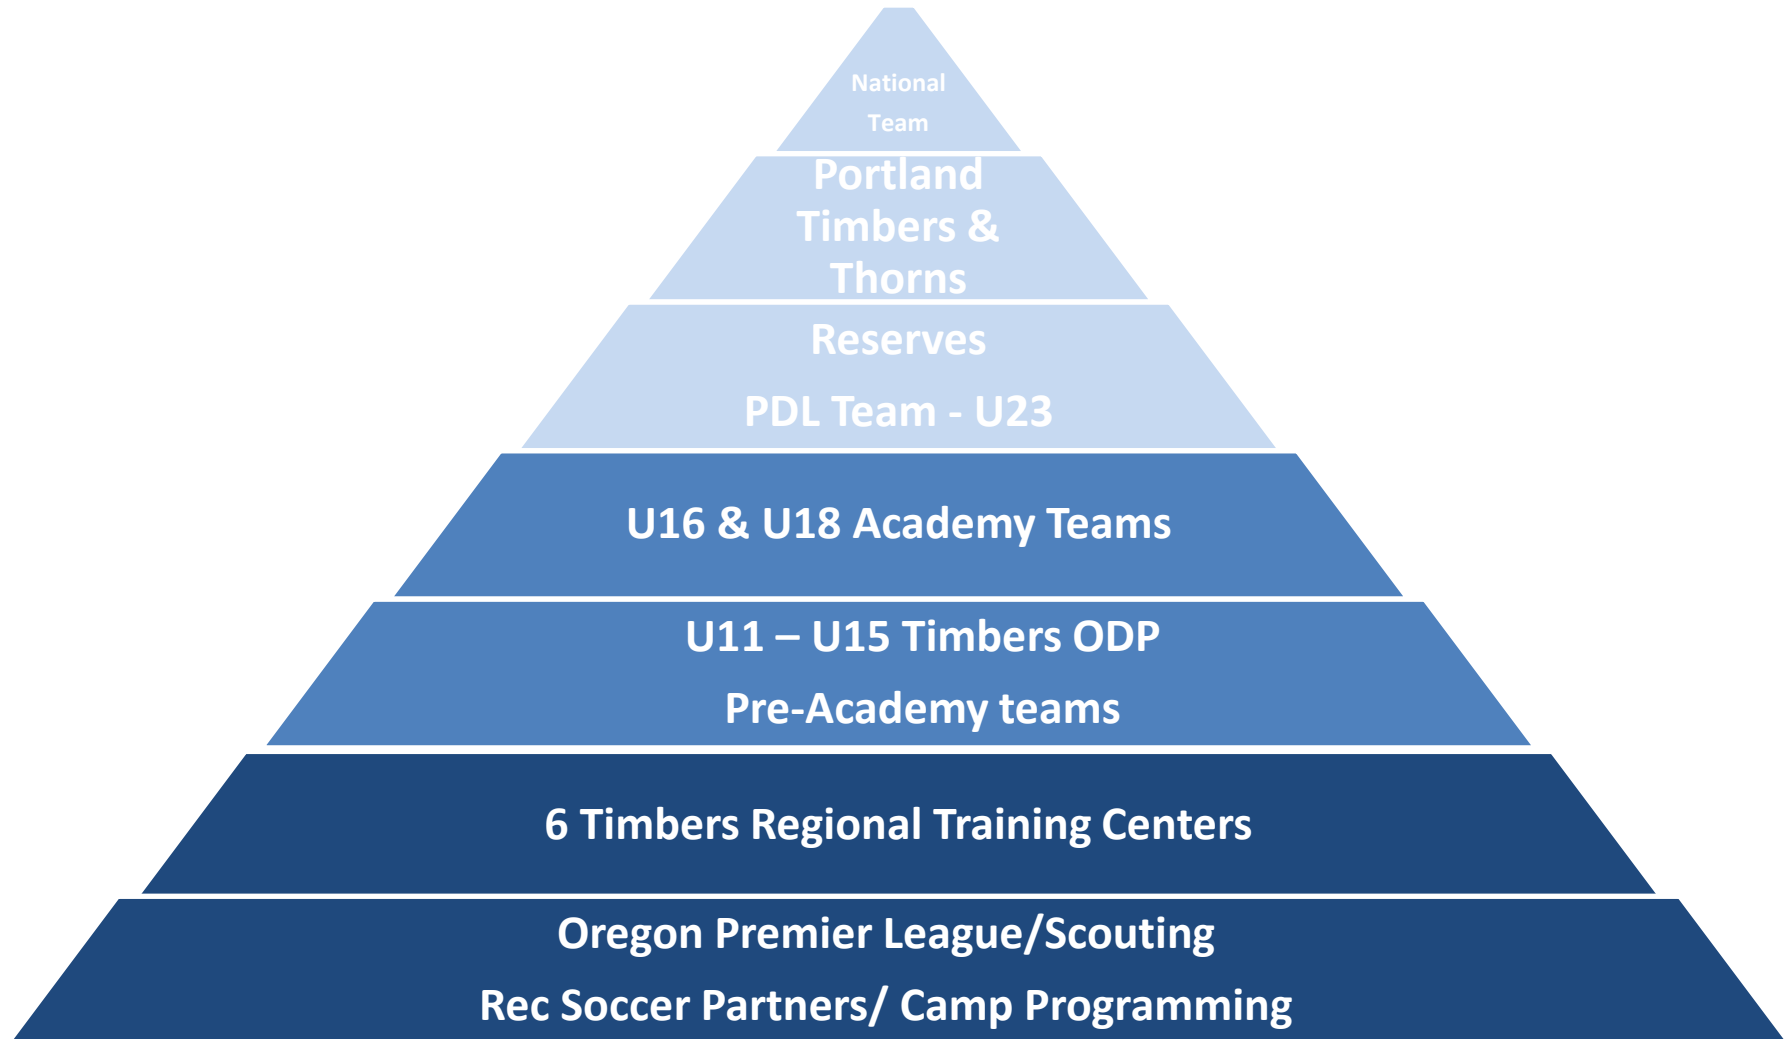 National
Team
Portland
Timbers &
Thorns
Reserves
PDL Team - U23
U16 & U18 Academy Teams
U11 – U15 Timbers ODP
Pre-Academy teams
6 Timbers Regional Training Centers
Oregon Premier League/Scouting
Rec Soccer Partners/ Camp Programming